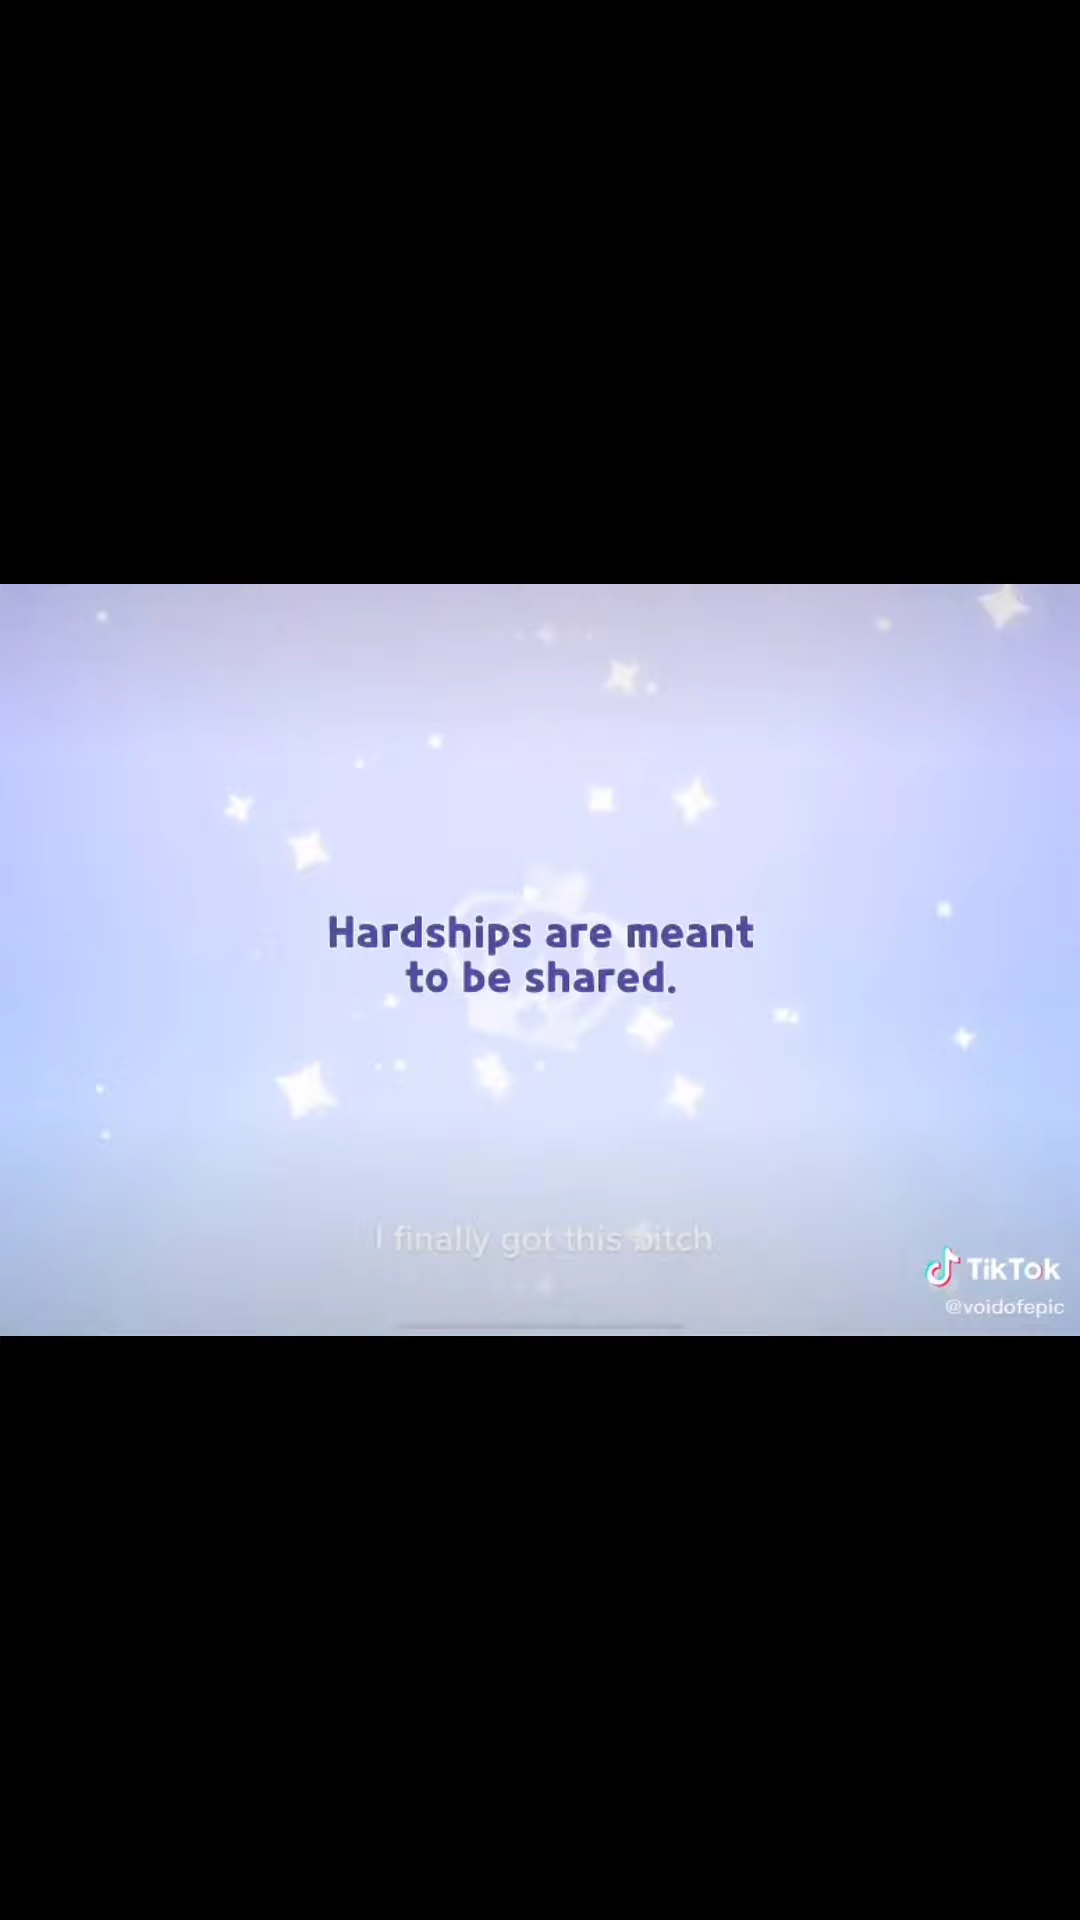 Hardships are meant
to be shared.
I finally got this bitch
TikTok
@voidofepic